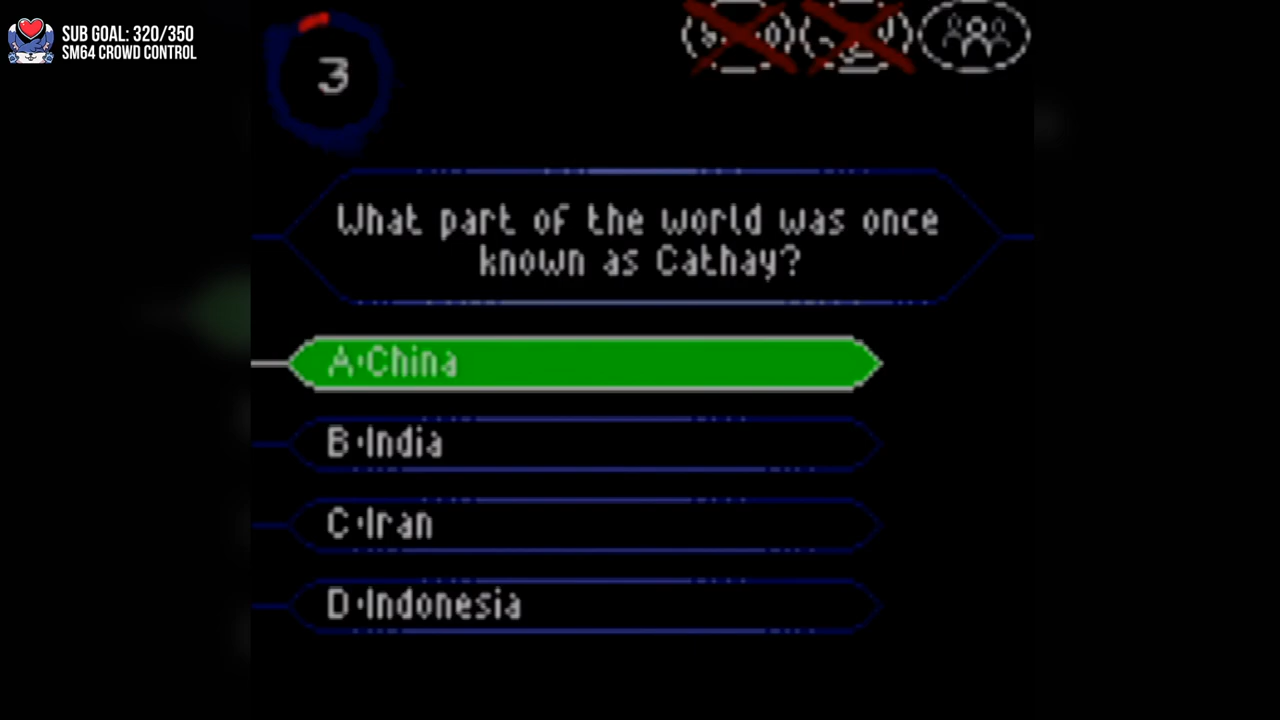 SUB GOAL: 320/350
SM64 CROWD CONTROL
3
What part of the world was once
known as Cathay?
A·China
B·India
C·Iran
D·Indonesia